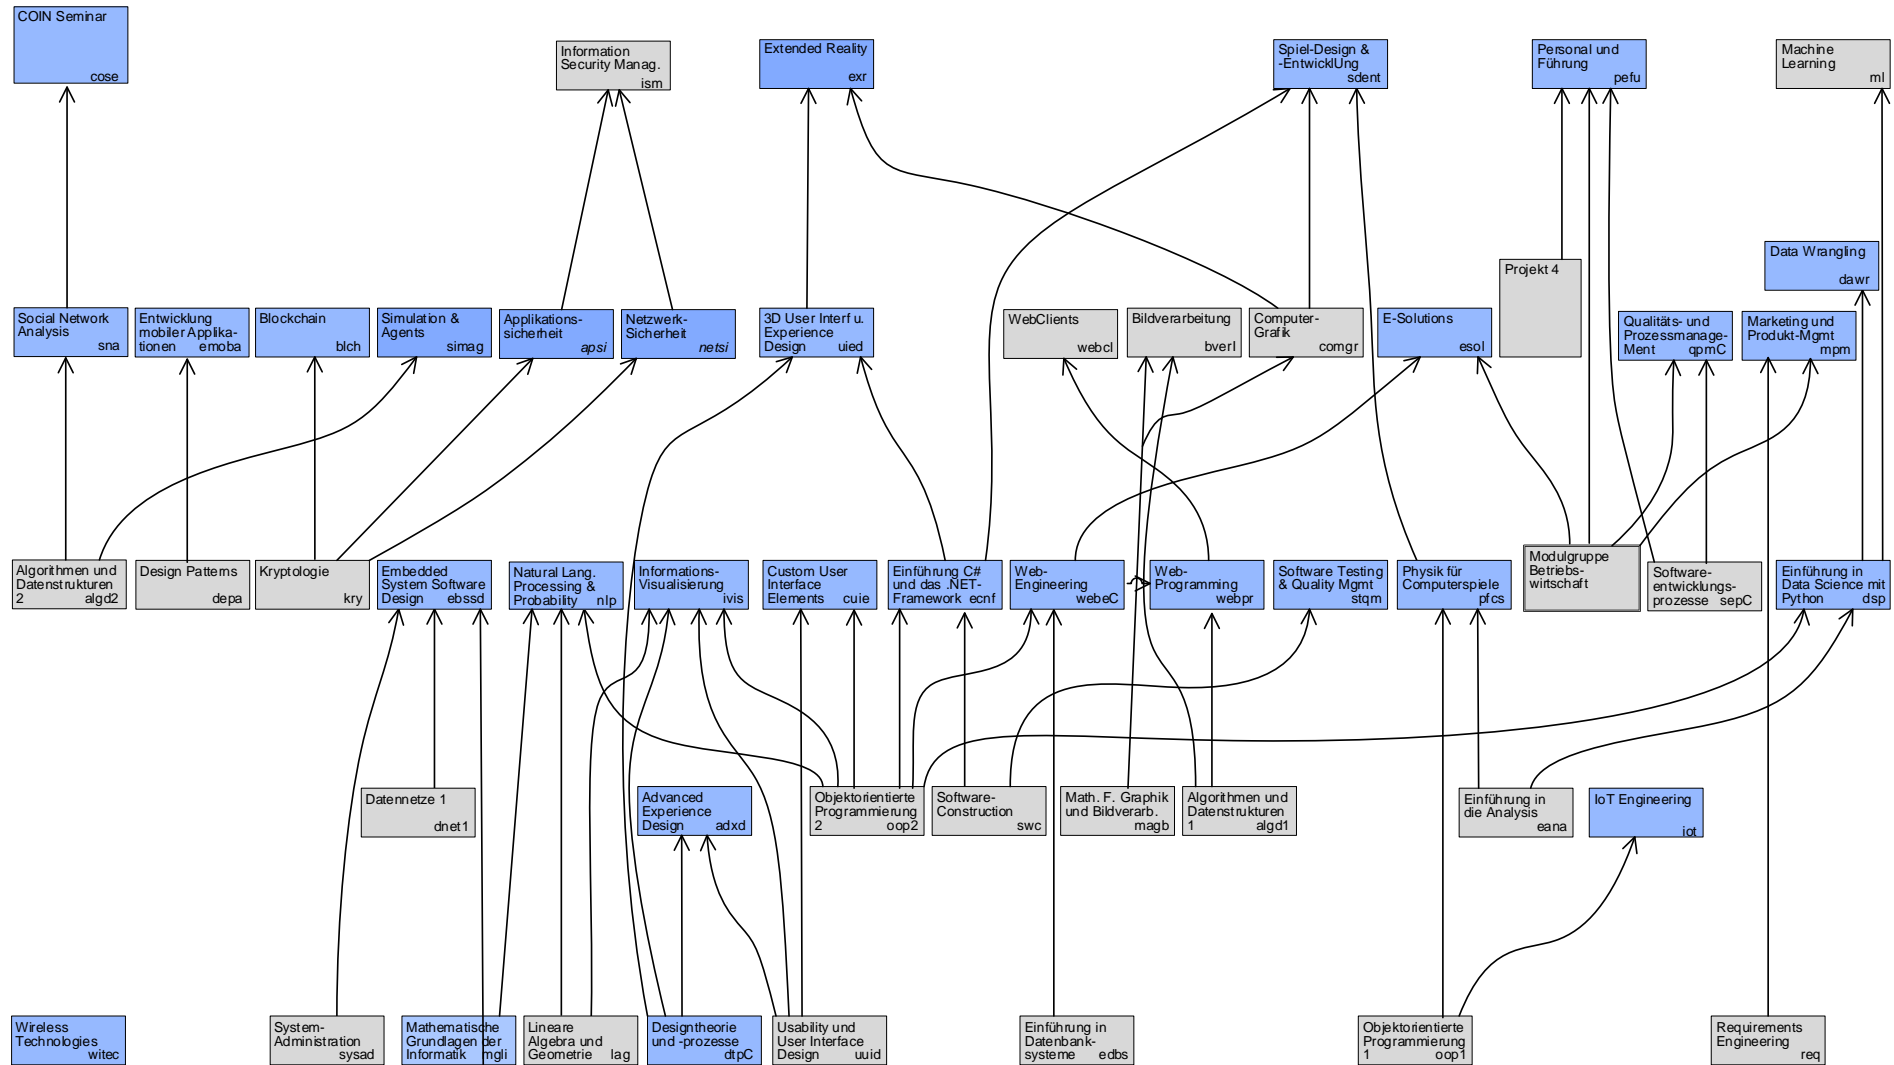 COIN Seminar
cose
Information
Security Manag.
ism
Extended Reality
exr
Spiel-Design &
-EntwicklUng
sdent
Personal und
Führung
pefu
Machine
Learning
ml
Data Wrangling
dawr
Projekt 4
Social Network
Analysis
sna
Entwicklung
mobiler Applika-
tionen emoba
Blockchain
blch
Simulation &
Agents
simag
Applikations-
sicherheit
apsi
Netzwerk-
Sicherheit
netsi
3D User Interf u.
Experience
Design uied
WebClients
webcl
Bildverarbeitung
bverI
Computer-
Grafik
comgr
E-Solutions
esol
Qualitäts- und
Prozessmanage-
Ment qpmC
Marketing und
Produkt-Mgmt
mpm
Algorithmen und
Datenstrukturen
2 algd2
Design Patterns
depa
Kryptologie
kry
Embedded
System Software
Design ebssd
Natural Lang.
Processing &
Probability nlp
Informations-
Visualisierung
ivis
Custom User
Interface
Elements cuie
Einführung C#
und das .NET-
Framework ecnf
Web-
Engineering
webeC
Web-
Programming
webpr
Software Testing
& Quality Mgmt
stqm
Physik für
Computerspiele
pfcs
Modulgruppe
Betriebs-
wirtschaft
Software-
entwicklungs-
prozesse sepC
Einführung in
Data Science mit
Python dsp
Datennetze 1
dnet1
Advanced
Experience
Design adxd
Objektorientierte
Programmierung
2 oop2
Software-
Construction
swc
Math. F. Graphik
und Bildverarb.
magb
Algorithmen und
Datenstrukturen
1 algd1
Einführung in
die Analysis
eana
IoT Engineering
iot
Wireless
Technologies
witec
System-
Administration
sysad
Mathematische
Grundlagen der
Informatik mgli
Lineare
Algebra und
Geometrie lag
Designtheorie
und -prozesse
dtpC
Usability und
User Interface
Design uuid
Einführung in
Datenbank-
systeme edbs
Objektorientierte
Programmierung
1 oop1
Requirements
Engineering
req